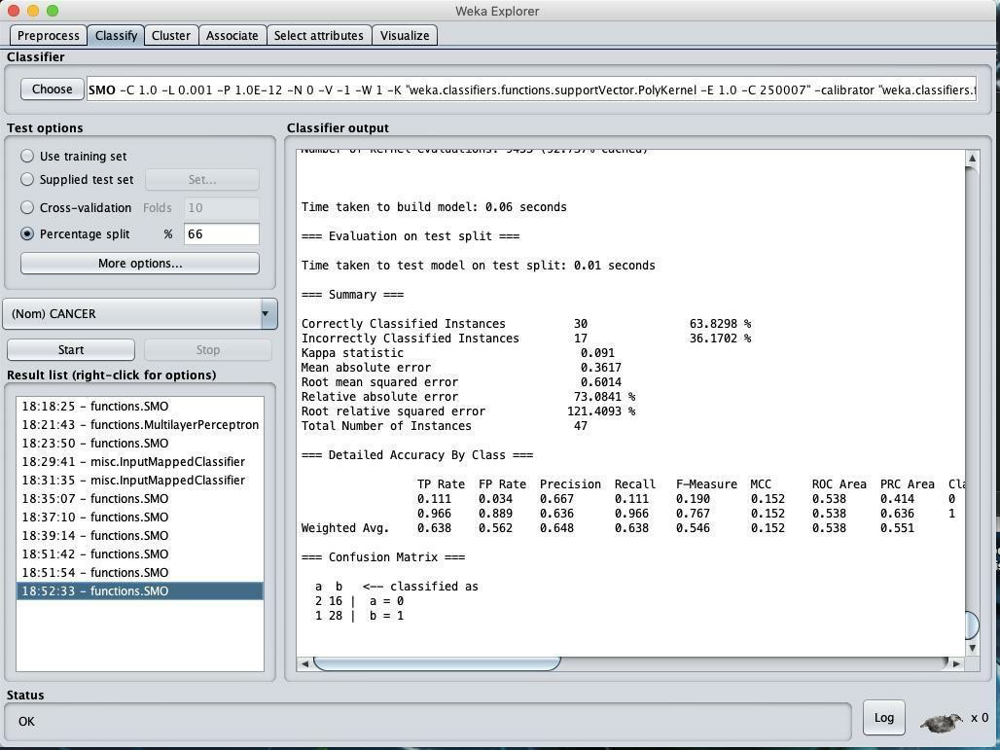 Weka Explorer
Preprocess Classify Cluster Associate Select attributes Visualize
Classifier
Choose SMO -C 1.0 -L 0.001 -P 1.0E-12 -N 0 -V -1 -W 1 -K "weka.classifiers.functions.supportVector.PolyKernel -E 1.0 -C 250007" -calibrator "weka.classifiers.f
Test options
Use training set
Supplied test set Set...
Cross-validation Folds 10
Percentage split % 66
More options...
(Nom) CANCER
Start Stop
Result list (right-click for options)
18:18:25 - functions.SMO
18:21:43 - functions.MultilayerPerceptron
18:23:50 - functions.SMO
18:29:41 - misc.InputMappedClassifier
18:31:35 - misc.InputMappedClassifier
18:35:07 - functions.SMO
18:37:10 - functions.SMO
18:39:14 - functions.SMO
18:51:42 - functions.SMO
18:51:54 - functions.SMO
18:52:33 - functions.SMO
Classifier output
Number of kernel evaluations:
Time taken to build model: 0.06 seconds
=== Evaluation on test split ===
Time taken to test model on test split: 0.01 seconds
=== Summary ===
Correctly Classified Instances 30 63.8298 %
Incorrectly Classified Instances 17 36.1702 %
Kappa statistic 0.091
Mean absolute error 0.3617
Root mean squared error 0.6014
Relative absolute error 73.0841 %
Root relative squared error 121.4093 %
Total Number of Instances 47
=== Detailed Accuracy By Class ===
TP Rate FP Rate Precision Recall F-Measure MCC ROC Area PRC Area Cla
0.111 0.034 0.667 0.111 0.190 0.152 0.538 0.414 0
0.966 0.889 0.636 0.966 0.767 0.152 0.538 0.636 1
Weighted Avg. 0.638 0.562 0.648 0.638 0.546 0.152 0.538 0.551
=== Confusion Matrix ===
a b <-- classified as
2 16 | a = 0
1 28 | b = 1
Status
OK
Log
x 0